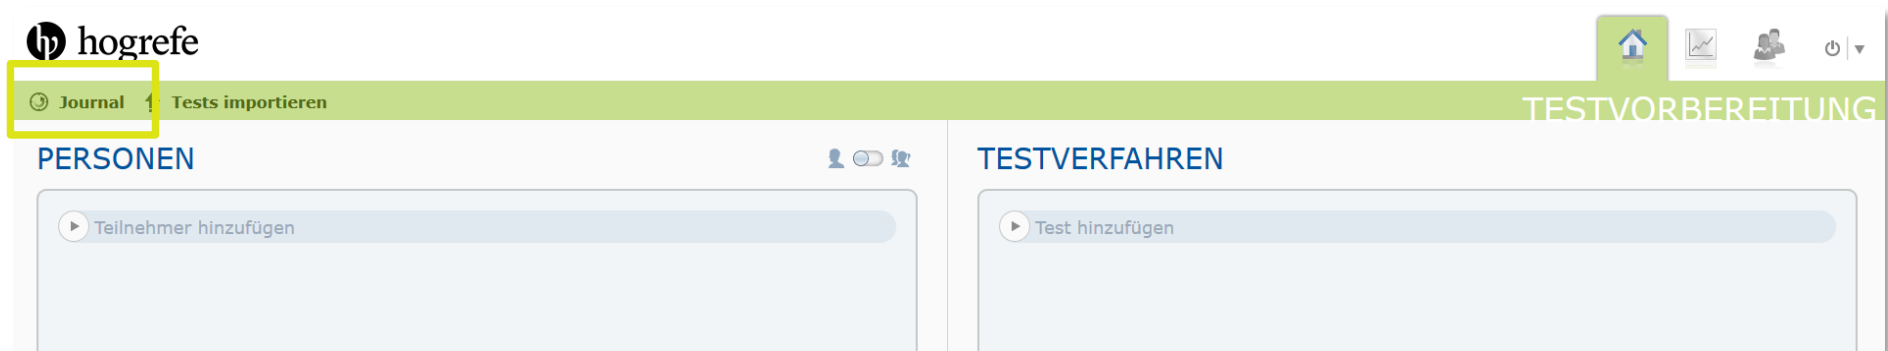 hogrefe
Journal Tests importieren
TESTVORBEREITUNG
PERSONEN
TESTVERFAHREN
Teilnehmer hinzufügen
Test hinzufügen